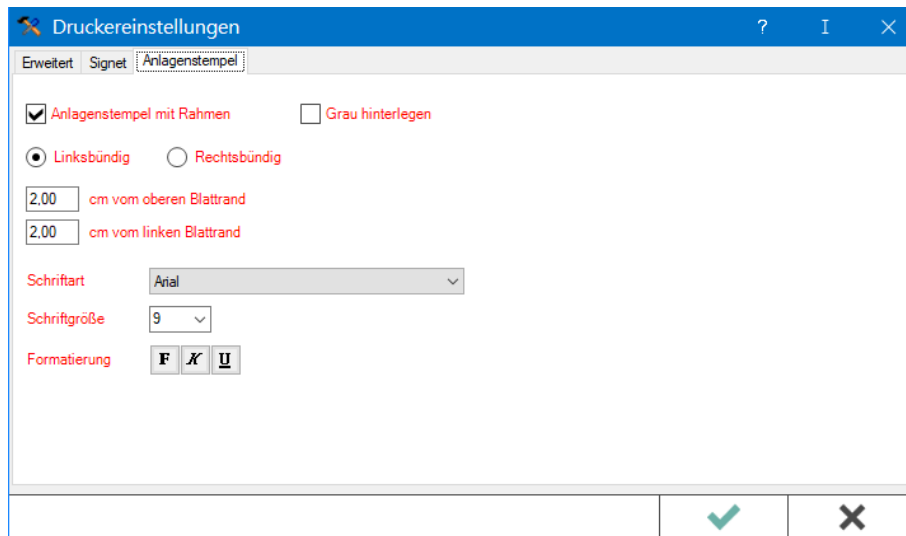 Druckereinstellungen ? I
Erweitert Signet Anlagenstempel
Anlagenstempel mit Rahmen Grau hinterlegen
Linksbündig Rechtsbündig
2,00 cm vom oberen Blattrand
2,00 cm vom linken Blattrand
Schriftart Arial
Schriftgröße 9
Formatierung F K U